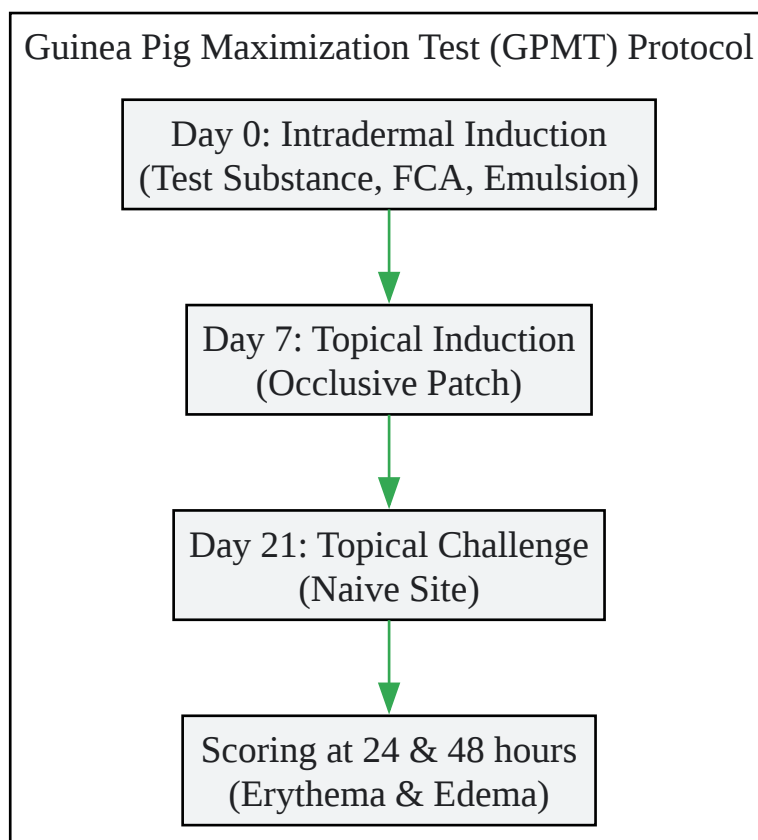 Guinea Pig Maximization Test (GPMT) Protocol
Day 0: Intradermal Induction
(Test Substance, FCA, Emulsion)
Day 7: Topical Induction
(Occlusive Patch)
Day 21: Topical Challenge
(Naive Site)
Scoring at 24 & 48 hours
(Erythema & Edema)